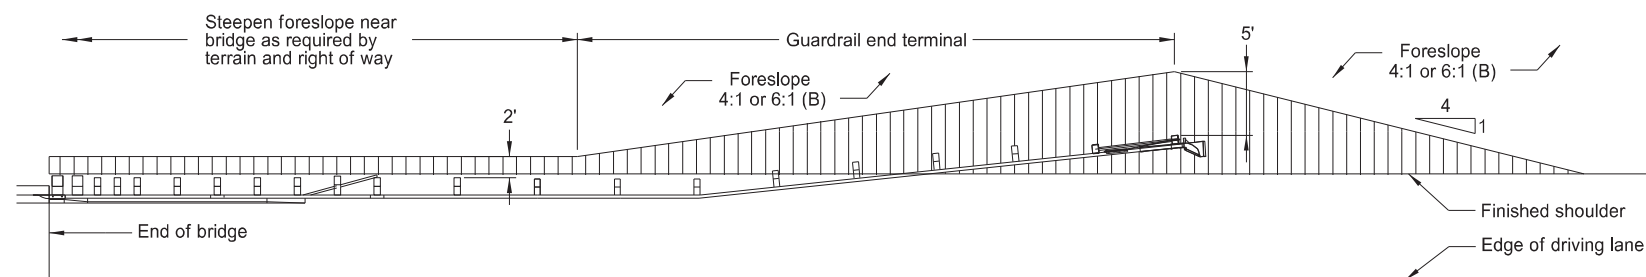 Steepen foreslope near
bridge as required by
terrain and right of way
Guardrail end terminal
5'
Foreslope
4:1 or 6:1 (B)
Foreslope
4:1 or 6:1 (B)
2'
4
1
Finished shoulder
End of bridge
Edge of driving lane